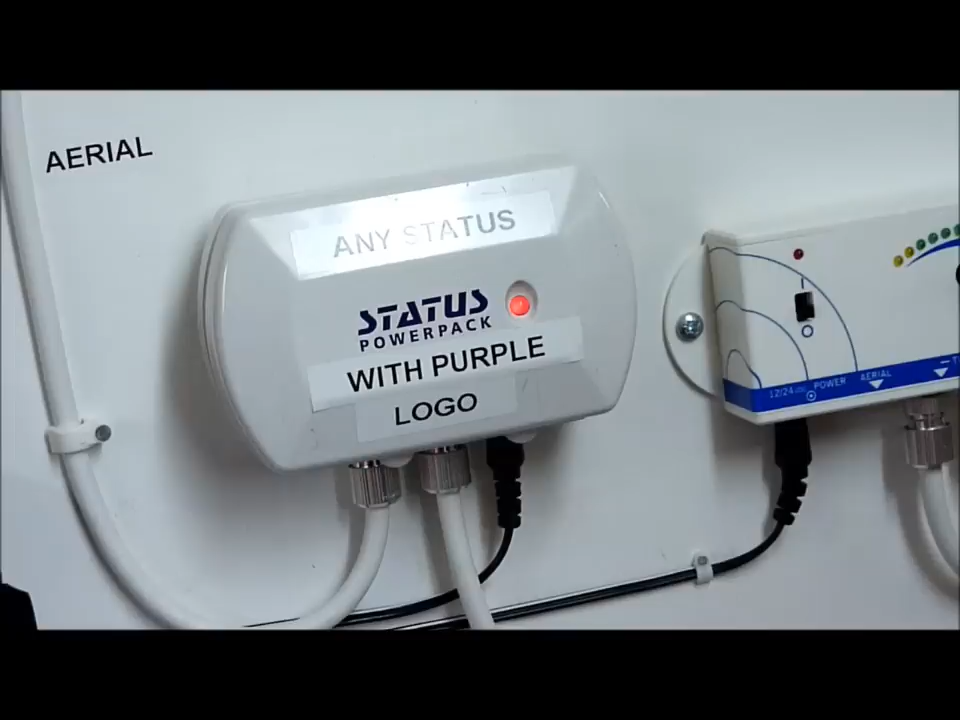 AERIAL
ANY STATUS
STATUS
POWERPACK
WITH PURPLE
LOGO
12/24
POWER
AERIAL